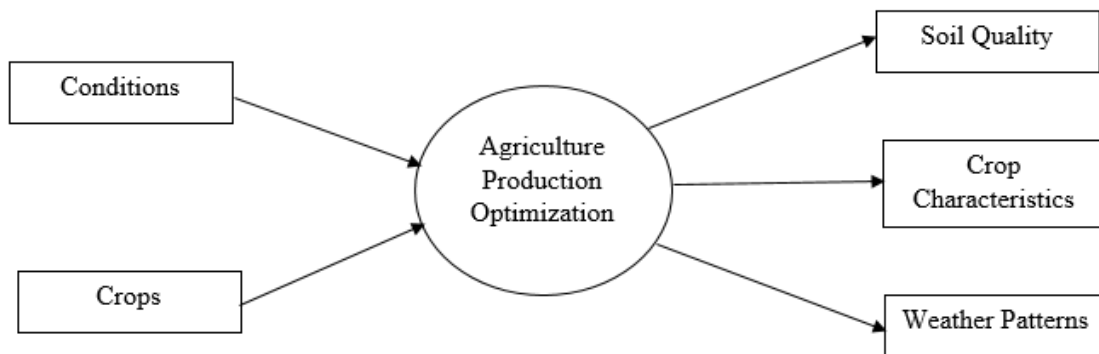 Soil Quality
Conditions
Agriculture
Production
Optimization
Crop
Characteristics
Crops
Weather Patterns